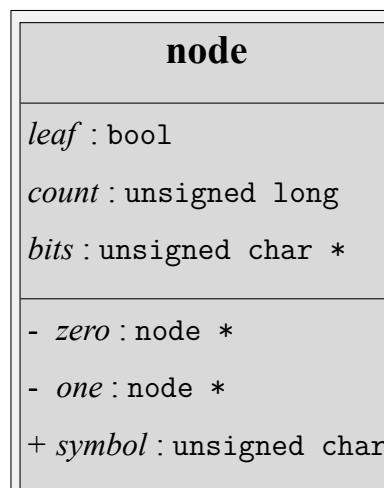 node
leaf : bool
count : unsigned long
bits : unsigned char *
- zero : node *
- one : node *
+ symbol : unsigned char